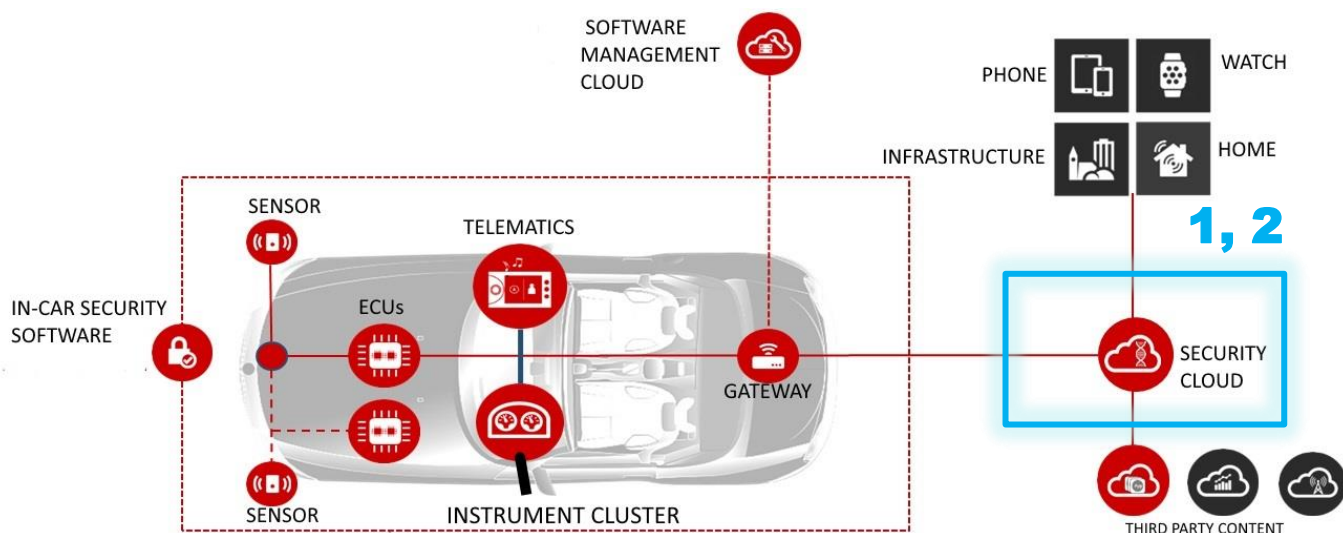 SOFTWARE
MANAGEMENT
CLOUD
PHONE
WATCH
INFRASTRUCTURE
HOME
1, 2
SENSOR
TELEMATICS
IN-CAR SECURITY
SOFTWARE
ECUs
SECURITY
CLOUD
GATEWAY
SENSOR
INSTRUMENT CLUSTER
THIRD PARTY CONTENT